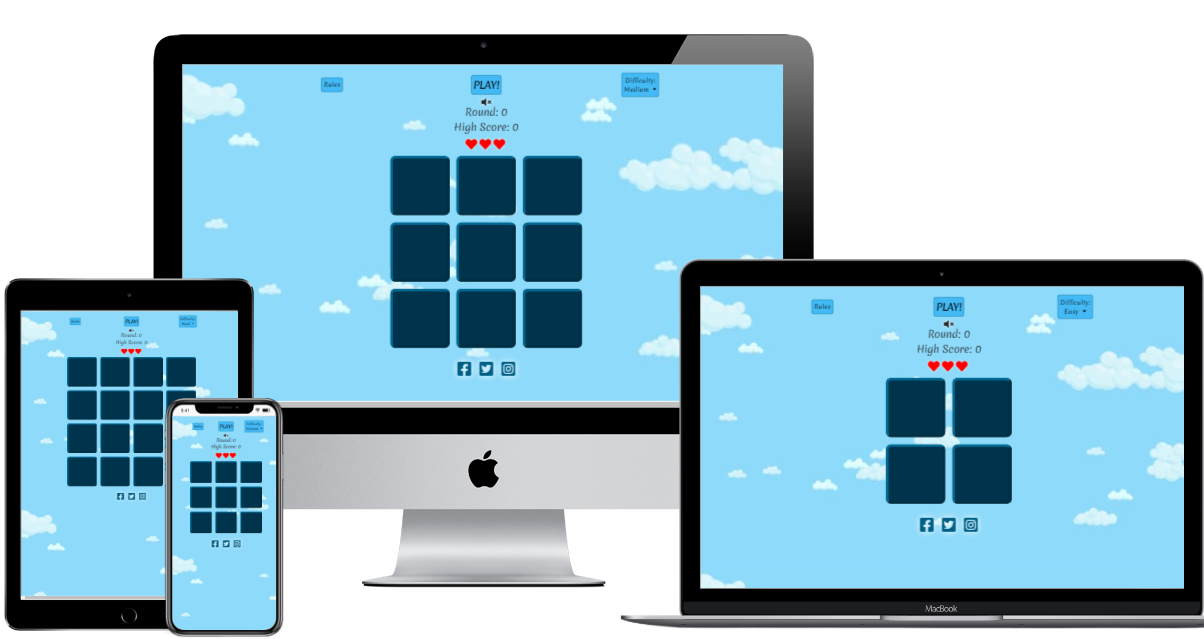 Rules
PLAY!
Difficulty:
Medium
Round: 0
High Score: 0
Rules
PLAY!
Difficulty:
Easy
Round: 0
High Score: 0
MacBook
Rules
PLAY!
Difficulty:
Hard
Round: 0
High Score: 0
9:41
Rules
PLAY!
Difficulty:
Medium
Round: 0
High Score: 0